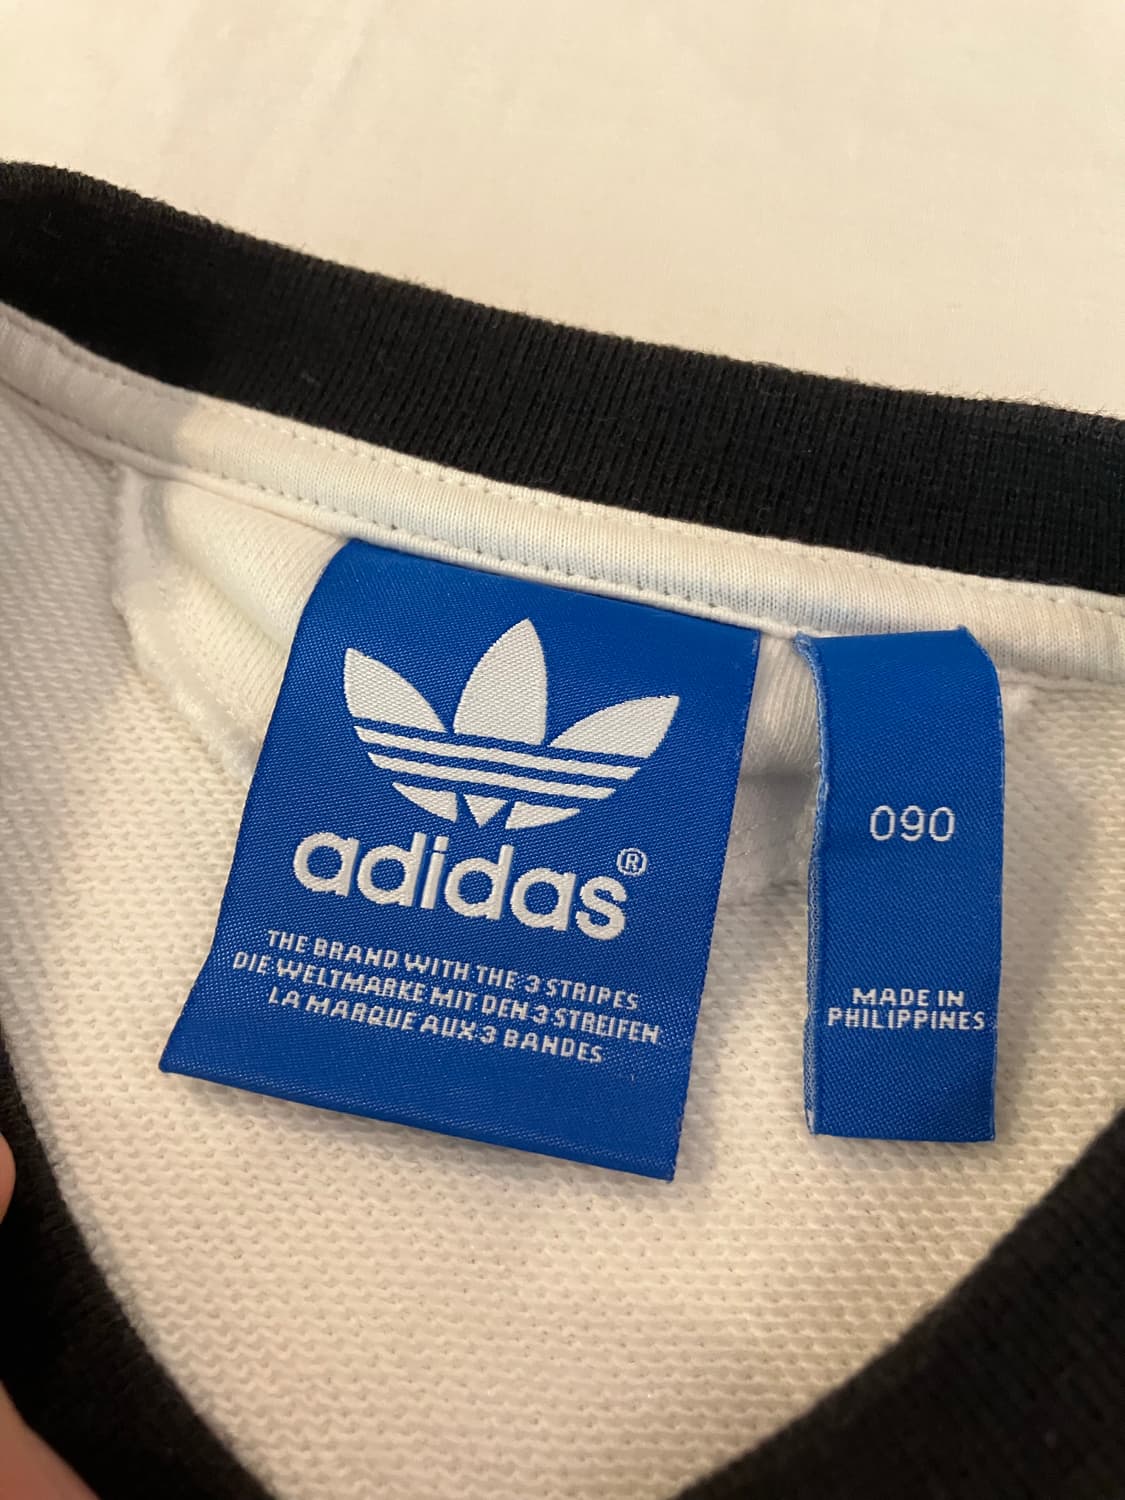 adidas®
THE BRAND WITH THE 3 STRIPES
DIE WELTMARKE MIT DEN 3 STREIFEN
LA MARQUE AUX 3 BANDES
090
MADE IN
PHILIPPINES